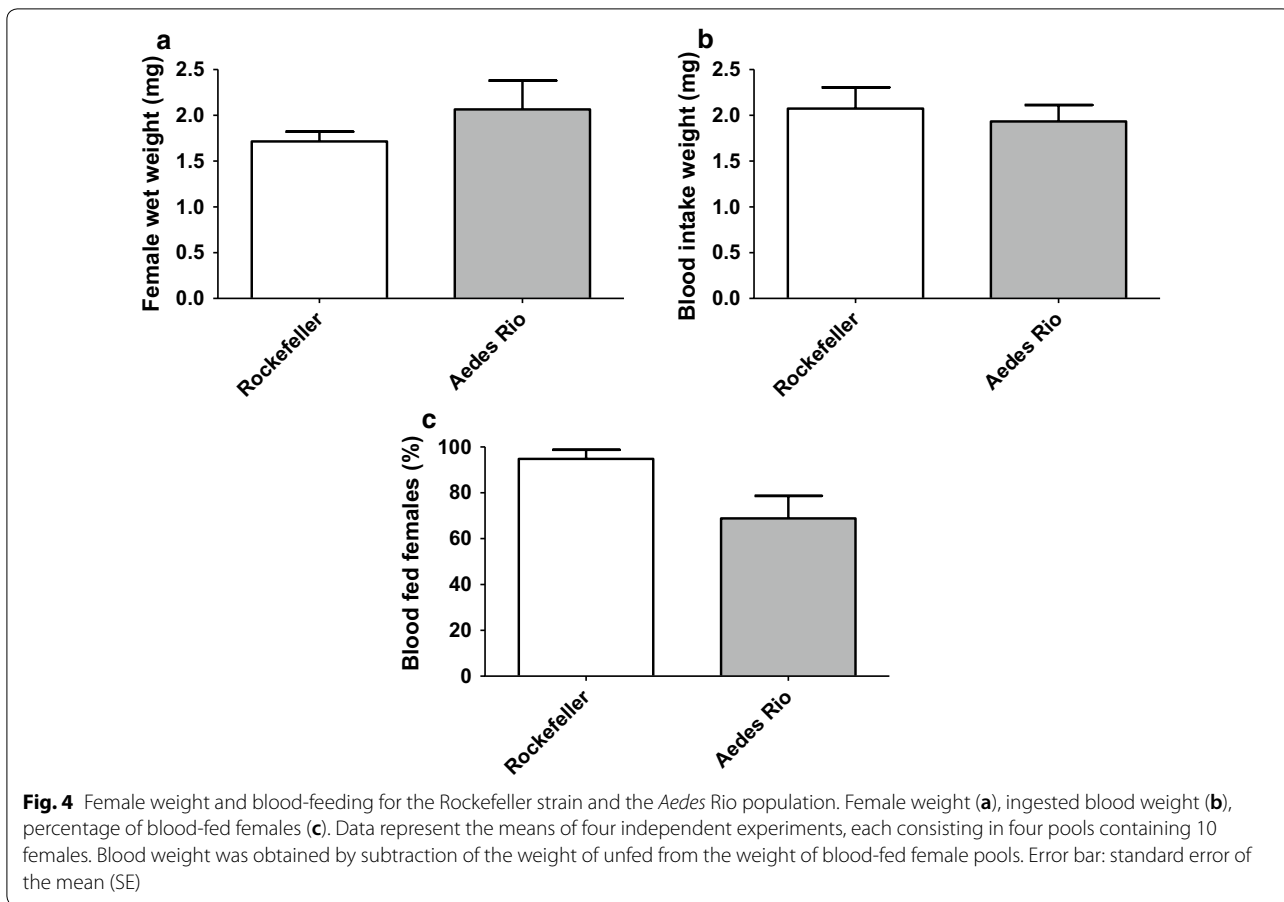 a
Female wet weight (mg)
2.5
2.0
1.5
1.0
0.5
0.0
Rockefeller
Aedes Rio
b
Blood intake weight (mg)
2.5
2.0
1.5
1.0
0.5
0.0
Rockefeller
Aedes Rio
c
Blood fed females (%)
100
80
60
40
20
0
Rockefeller
Aedes Rio
Fig. 4 Female weight and blood-feeding for the Rockefeller strain and the Aedes Rio population. Female weight (a), ingested blood weight (b),
percentage of blood-fed females (c). Data represent the means of four independent experiments, each consisting in four pools containing 10
females. Blood weight was obtained by subtraction of the weight of unfed from the weight of blood-fed female pools. Error bar: standard error of
the mean (SE)